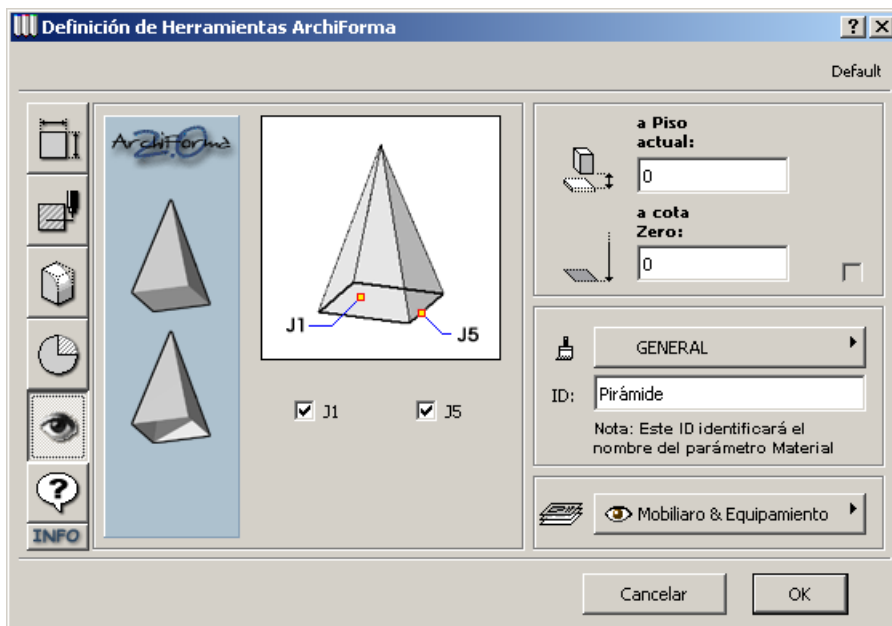 Definición de Herramientas ArchiForma
Default
ArchiForma
2.0
J1
J5
J1
J5
INFO
a Piso
actual:
0
a cota
Zero:
0
GENERAL
ID:
Pirámide
Nota: Este ID identificará el
nombre del parámetro Material
Mobiliaro & Equipamiento
Cancelar
OK